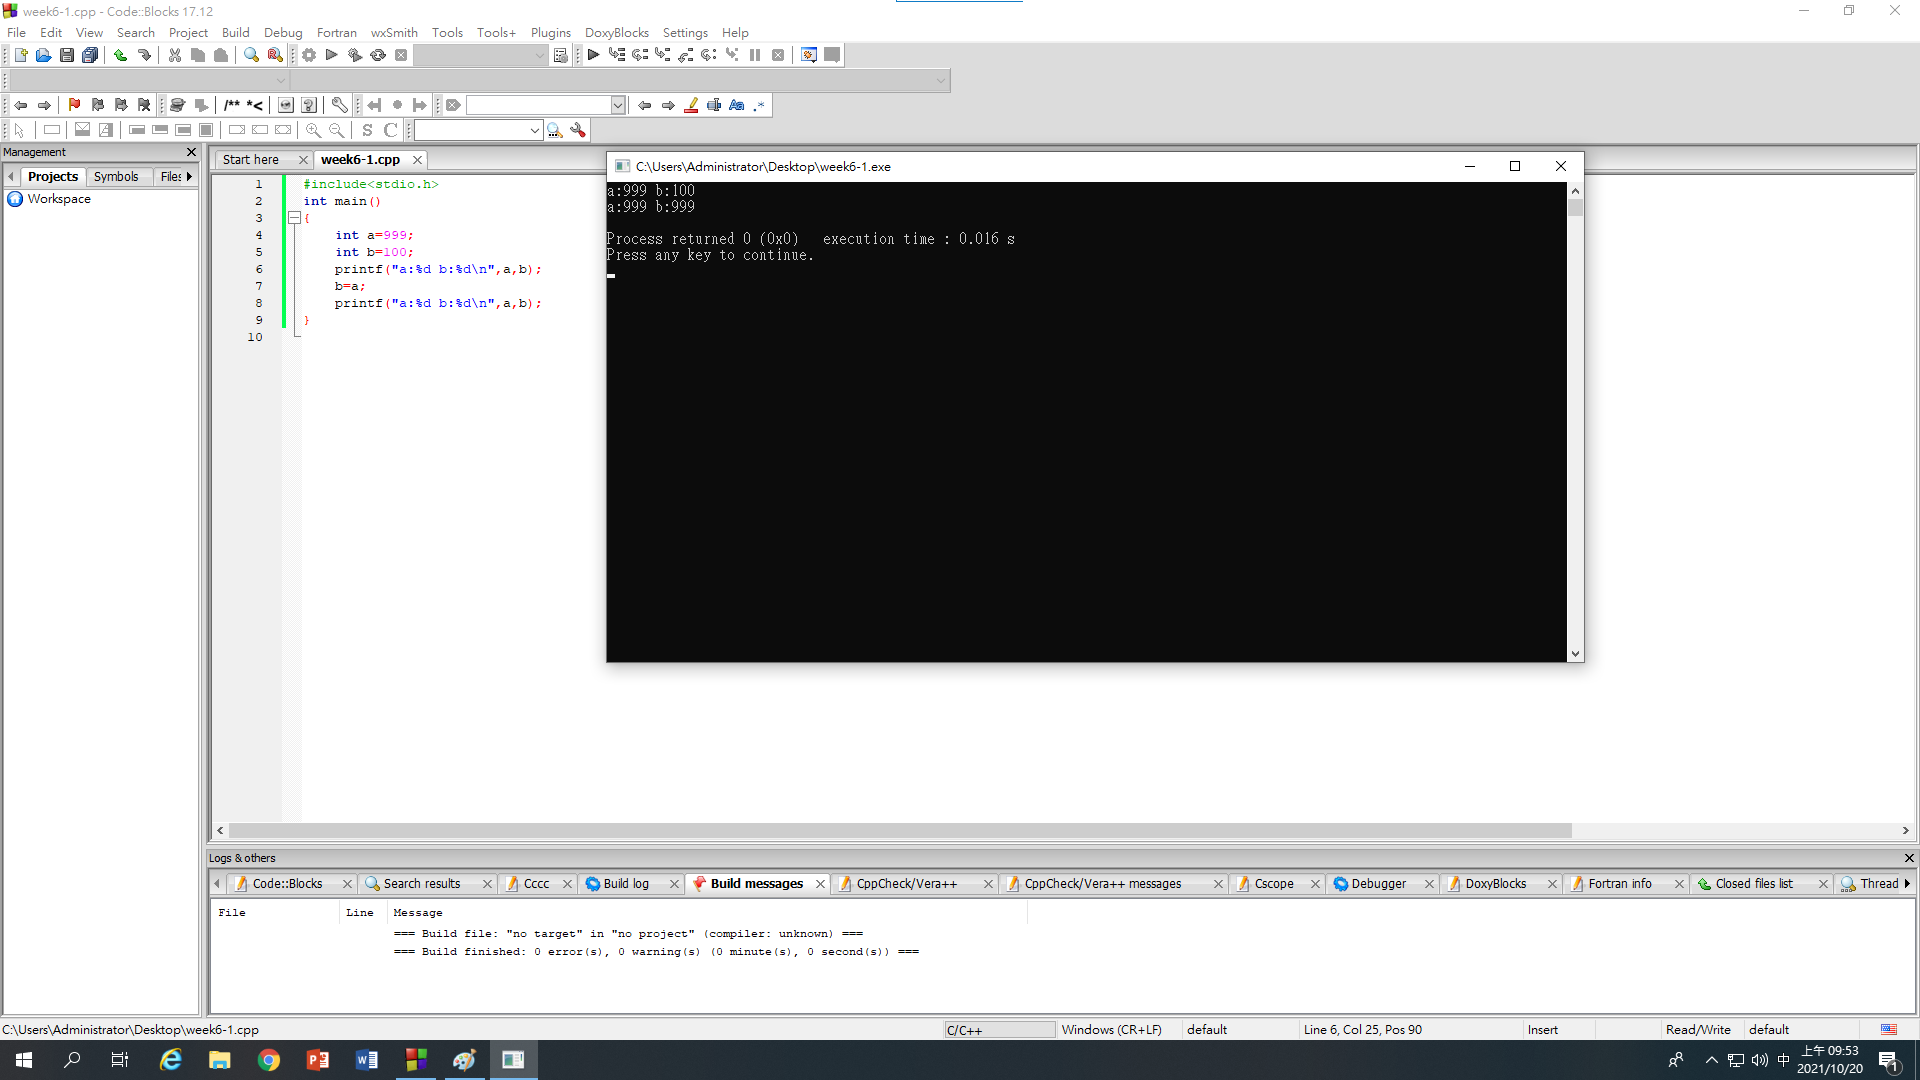 week6-1.cpp - Code::Blocks 17.12
File Edit View Search Project Build Debug Fortran wxSmith Tools Tools+ Plugins DoxyBlocks Settings Help
/** *<
S C
Management
Projects Symbols Files
Workspace
Start here week6-1.cpp
1 #include<stdio.h>
2 int main()
3 {
4 int a=999;
5 int b=100;
6 printf("a:%d b:%d\n",a,b);
7 b=a;
8 printf("a:%d b:%d\n",a,b);
9 }
10
C:\Users\Administrator\Desktop\week6-1.exe
a:999 b:100
a:999 b:999
Process returned 0 (0x0)   execution time : 0.016 s
Press any key to continue.
Logs & others
Code::Blocks Search results Cccc Build log Build messages CppCheck/Vera++ CppCheck/Vera++ messages Cscope Debugger DoxyBlocks Fortran info Closed files list Thread
File Line Message
=== Build file: "no target" in "no project" (compiler: unknown) ===
=== Build finished: 0 error(s), 0 warning(s) (0 minute(s), 0 second(s)) ===
C:\Users\Administrator\Desktop\week6-1.cpp C/C++ Windows (CR+LF) default Line 6, Col 25, Pos 90 Insert Read/Write default
中 上午 09:53
2021/10/20
1